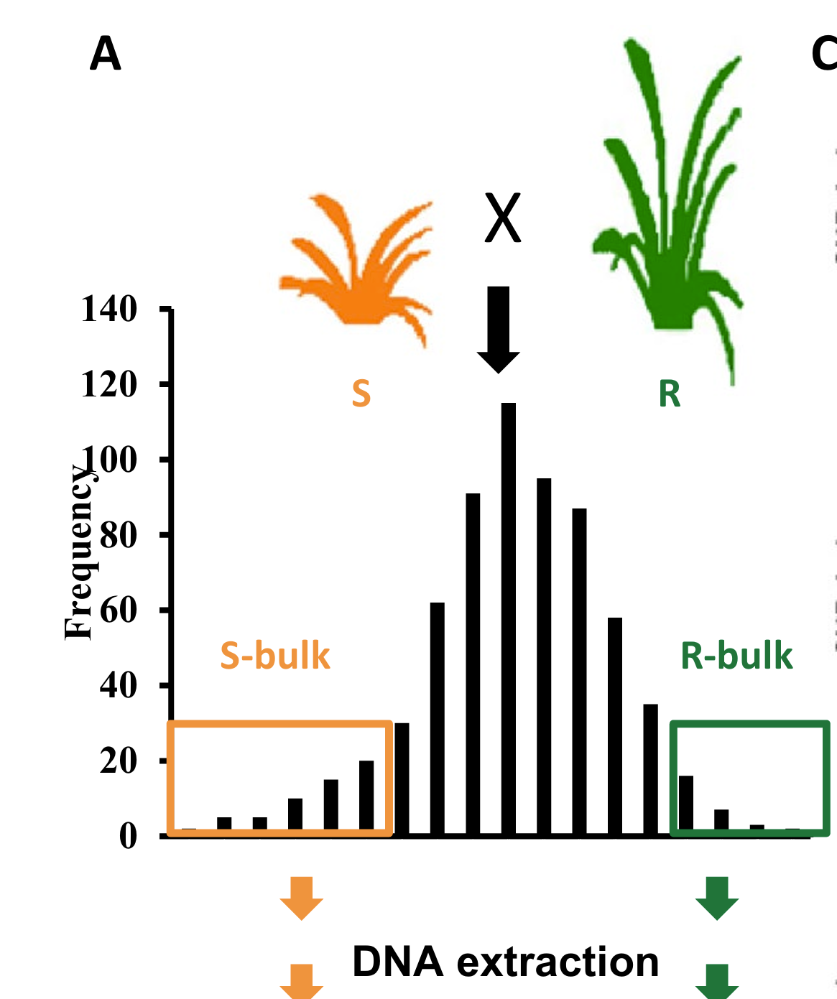 A
C
X
S
R
140
120
100
80
60
40
20
0
Frequency
S-bulk
R-bulk
DNA extraction